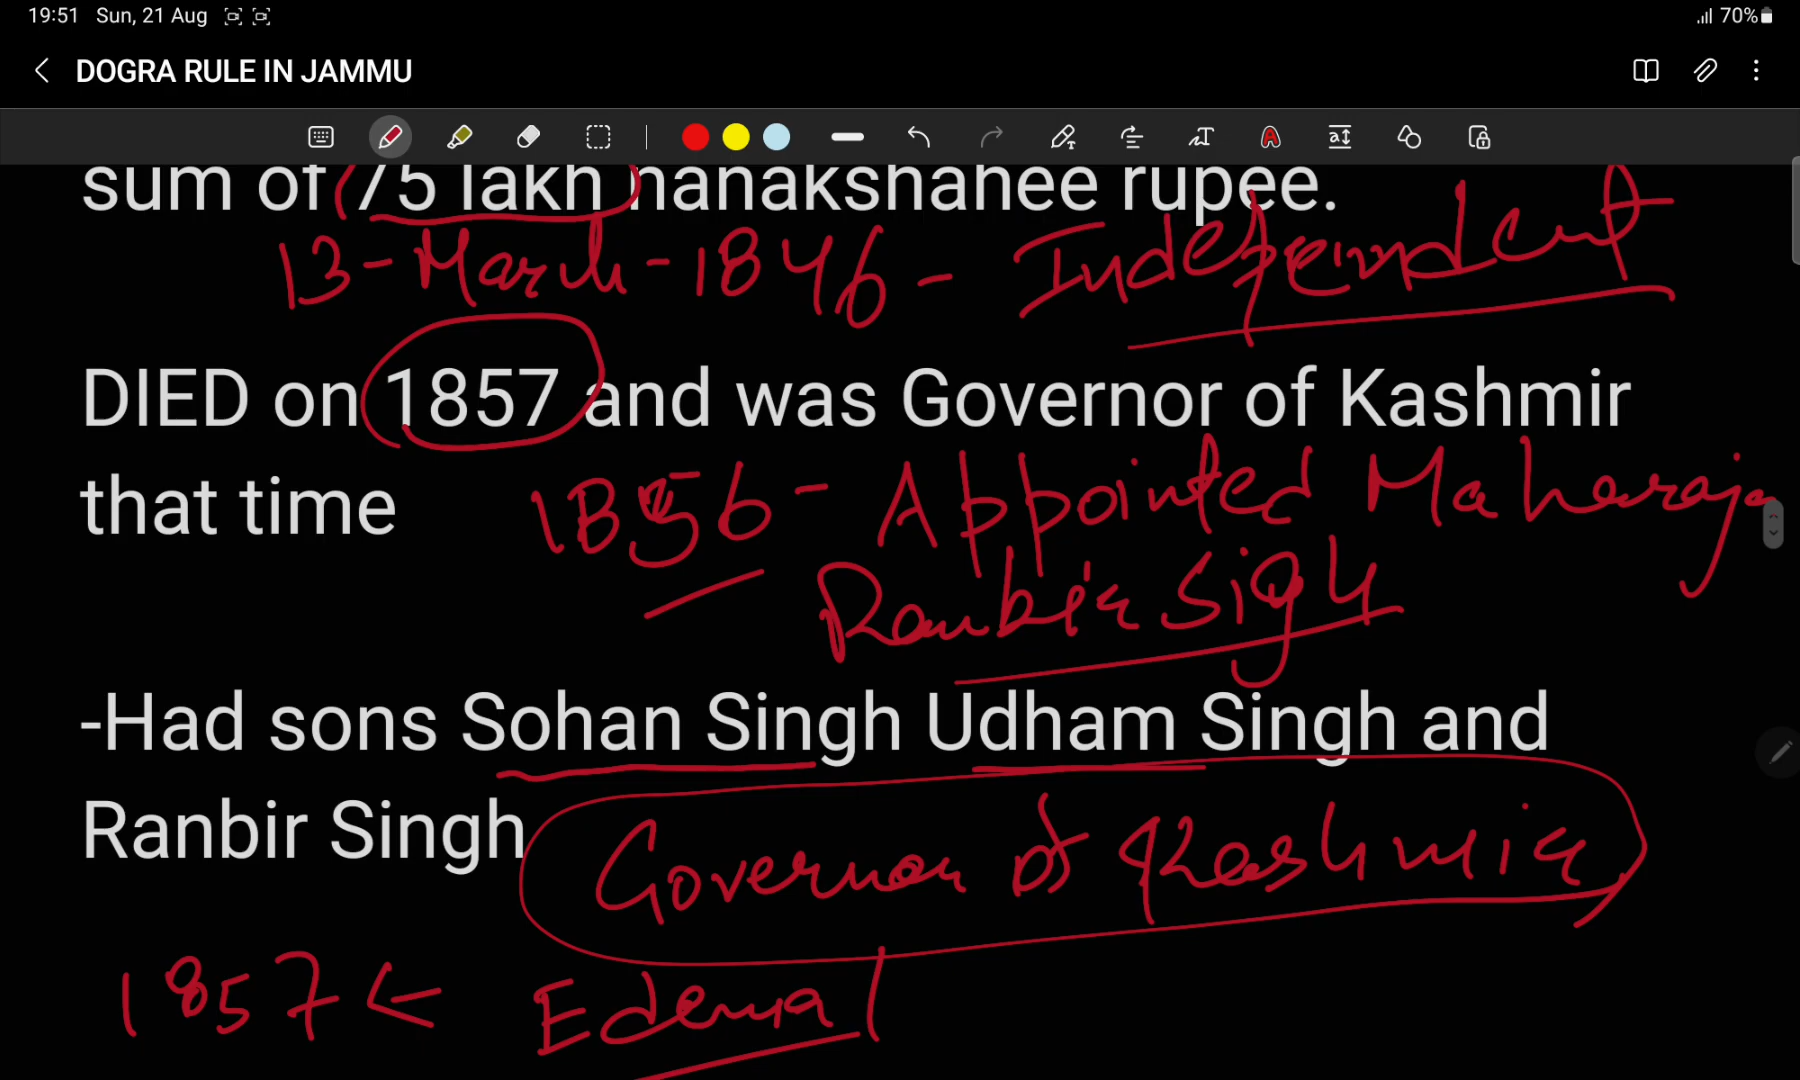 19:51 Sun, 21 Aug
70%
DOGRA RULE IN JAMMU
sum of (75 lakh) nanakshahee rupee.
13-March-1846 - Independent
DIED on 1857 and was Governor of Kashmir
that time
1856 - Appointed Maharaja
Ranbir Sigh
-Had sons Sohan Singh Udham Singh and
Ranbir Singh
Governor of Kashmir
1857 ← Edema